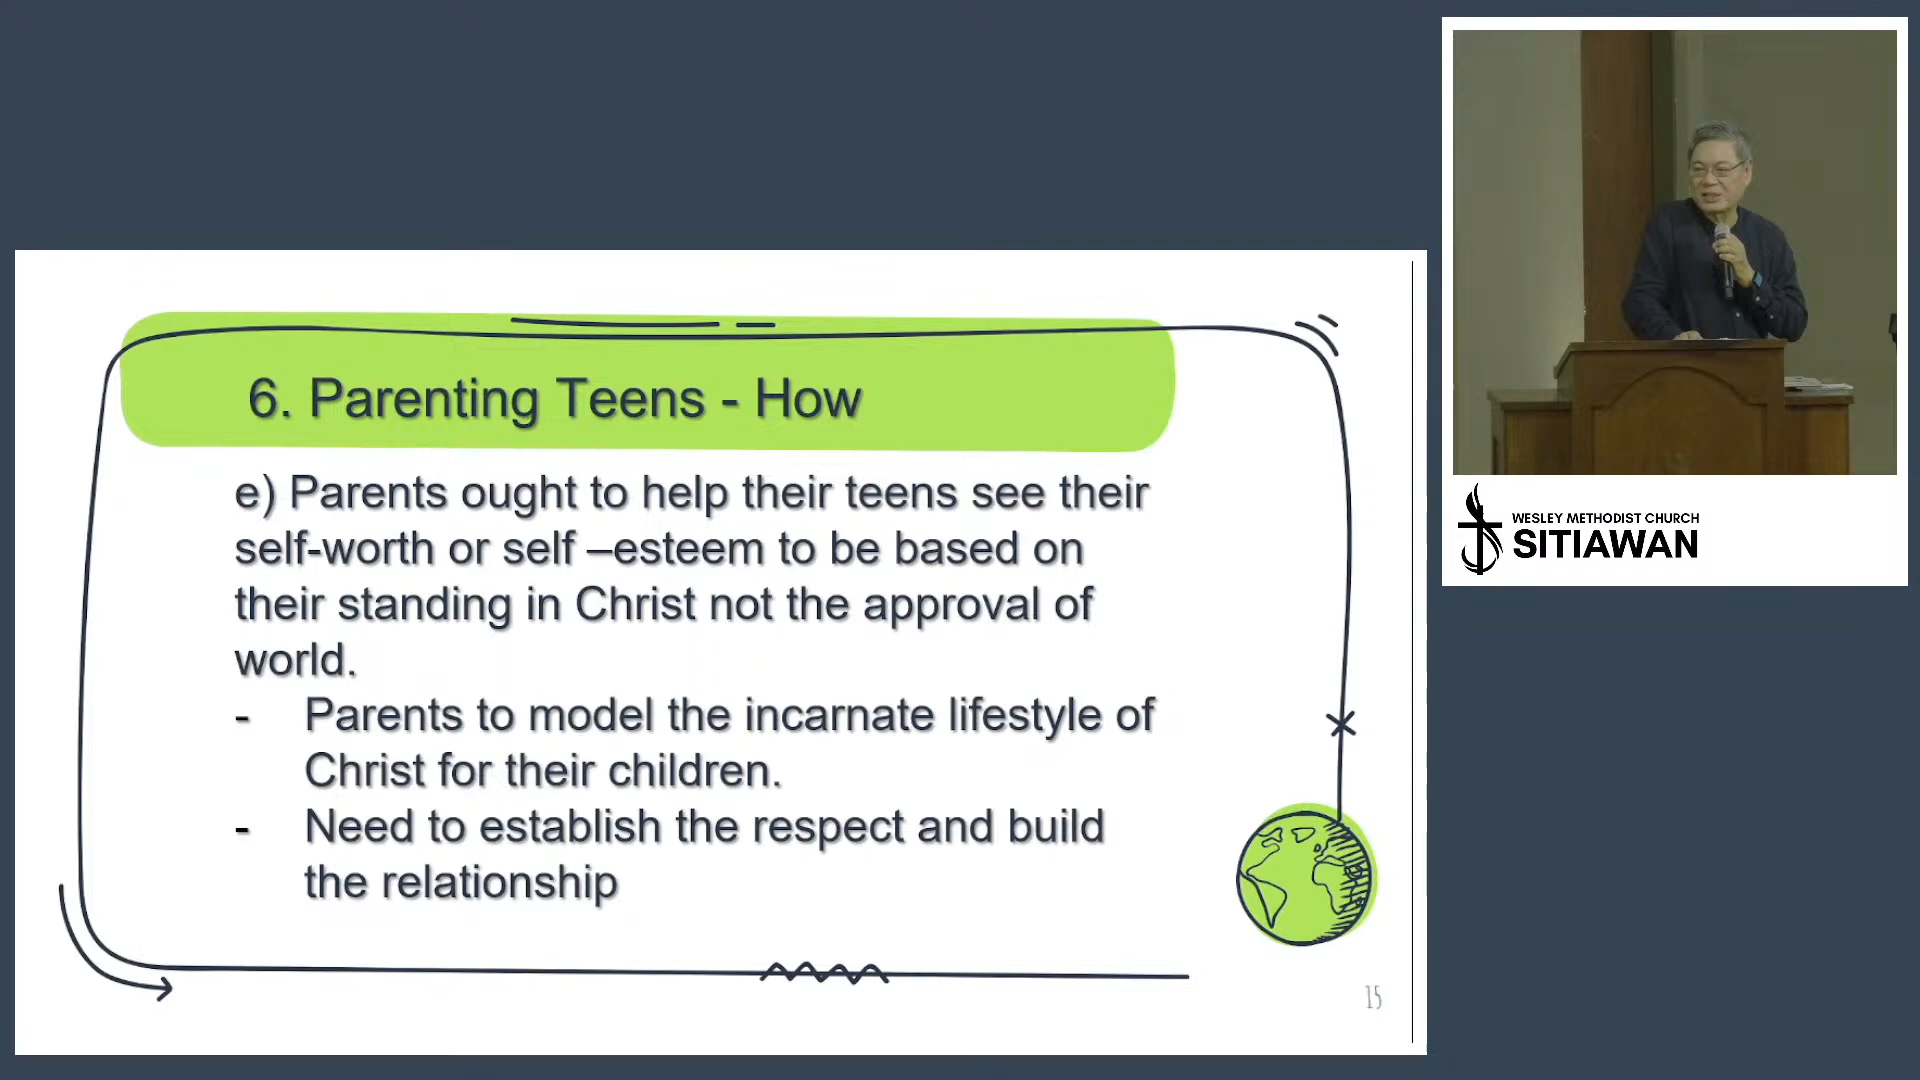 6. Parenting Teens - How
e) Parents ought to help their teens see their
self-worth or self –esteem to be based on
their standing in Christ not the approval of
world.
- Parents to model the incarnate lifestyle of
Christ for their children.
- Need to establish the respect and build
the relationship
15
WESLEY METHODIST CHURCH
SITIAWAN